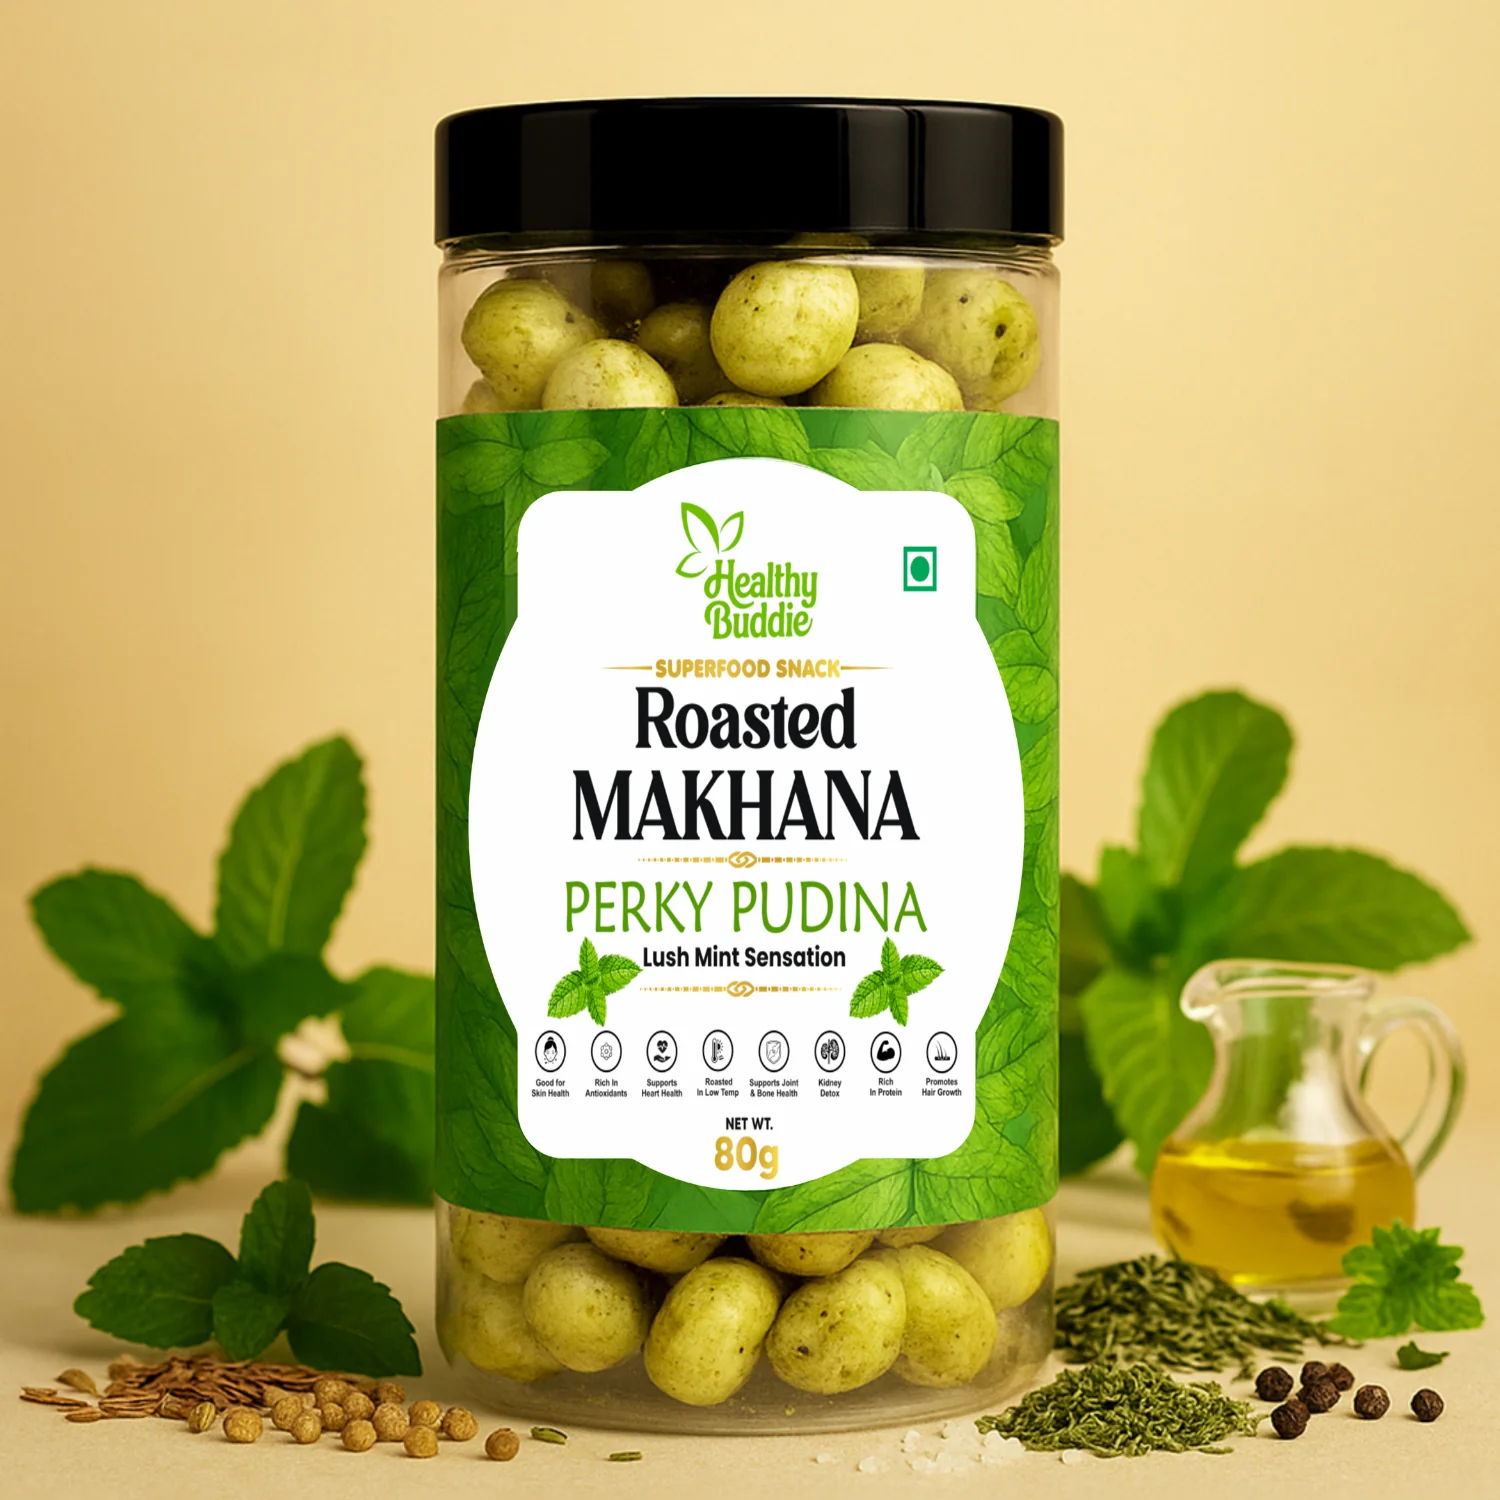 Healthy
Buddie
SUPERFOOD SNACK
Roasted
MAKHANA
PERKY PUDINA
Lush Mint Sensation
Good for
Skin Health
Rich In
Antioxidants
Supports
Heart Health
Roasted
In Low Temp
Supports Joint
& Bone Health
Kidney
Detox
Rich
In Protein
Promotes
Hair Growth
NET WT.
80g